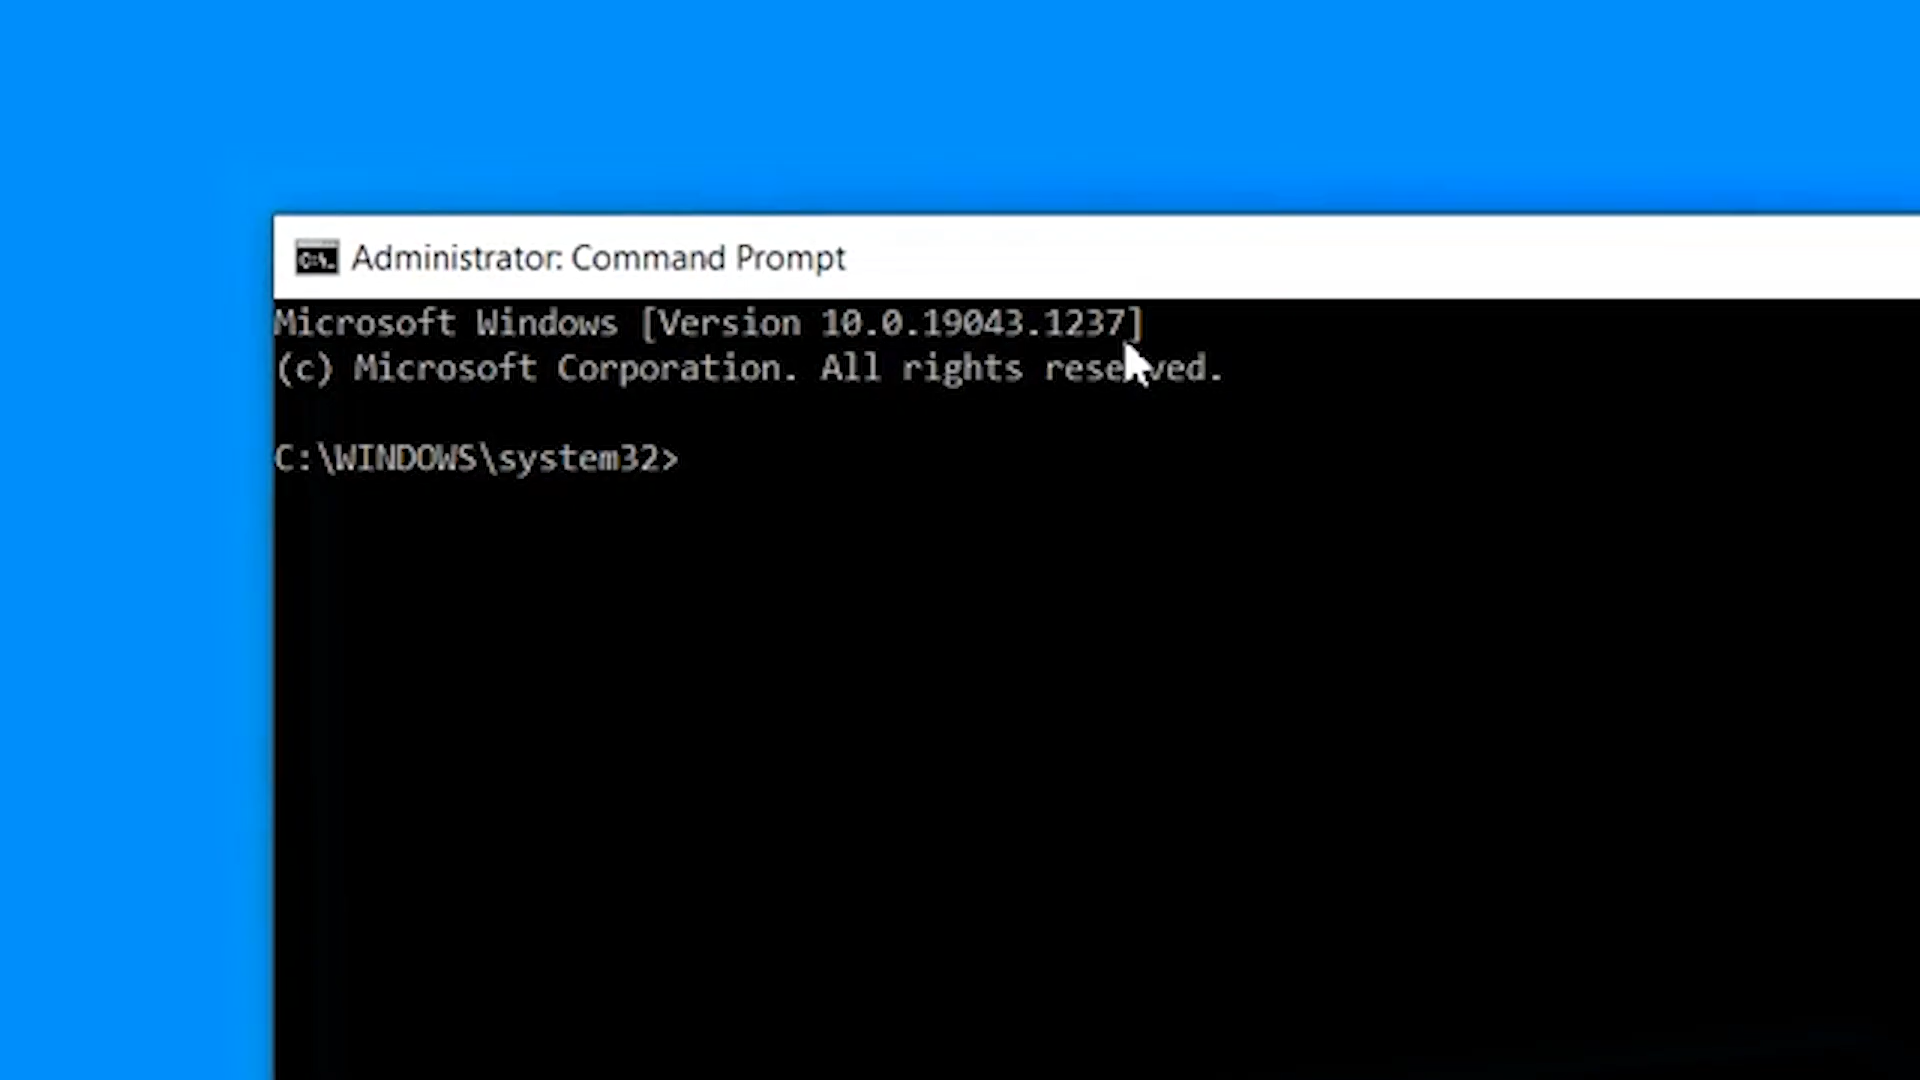 Administrator: Command Prompt
Microsoft Windows [Version 10.0.19043.1237]
(c) Microsoft Corporation. All rights reserved.
C:\WINDOWS\system32>